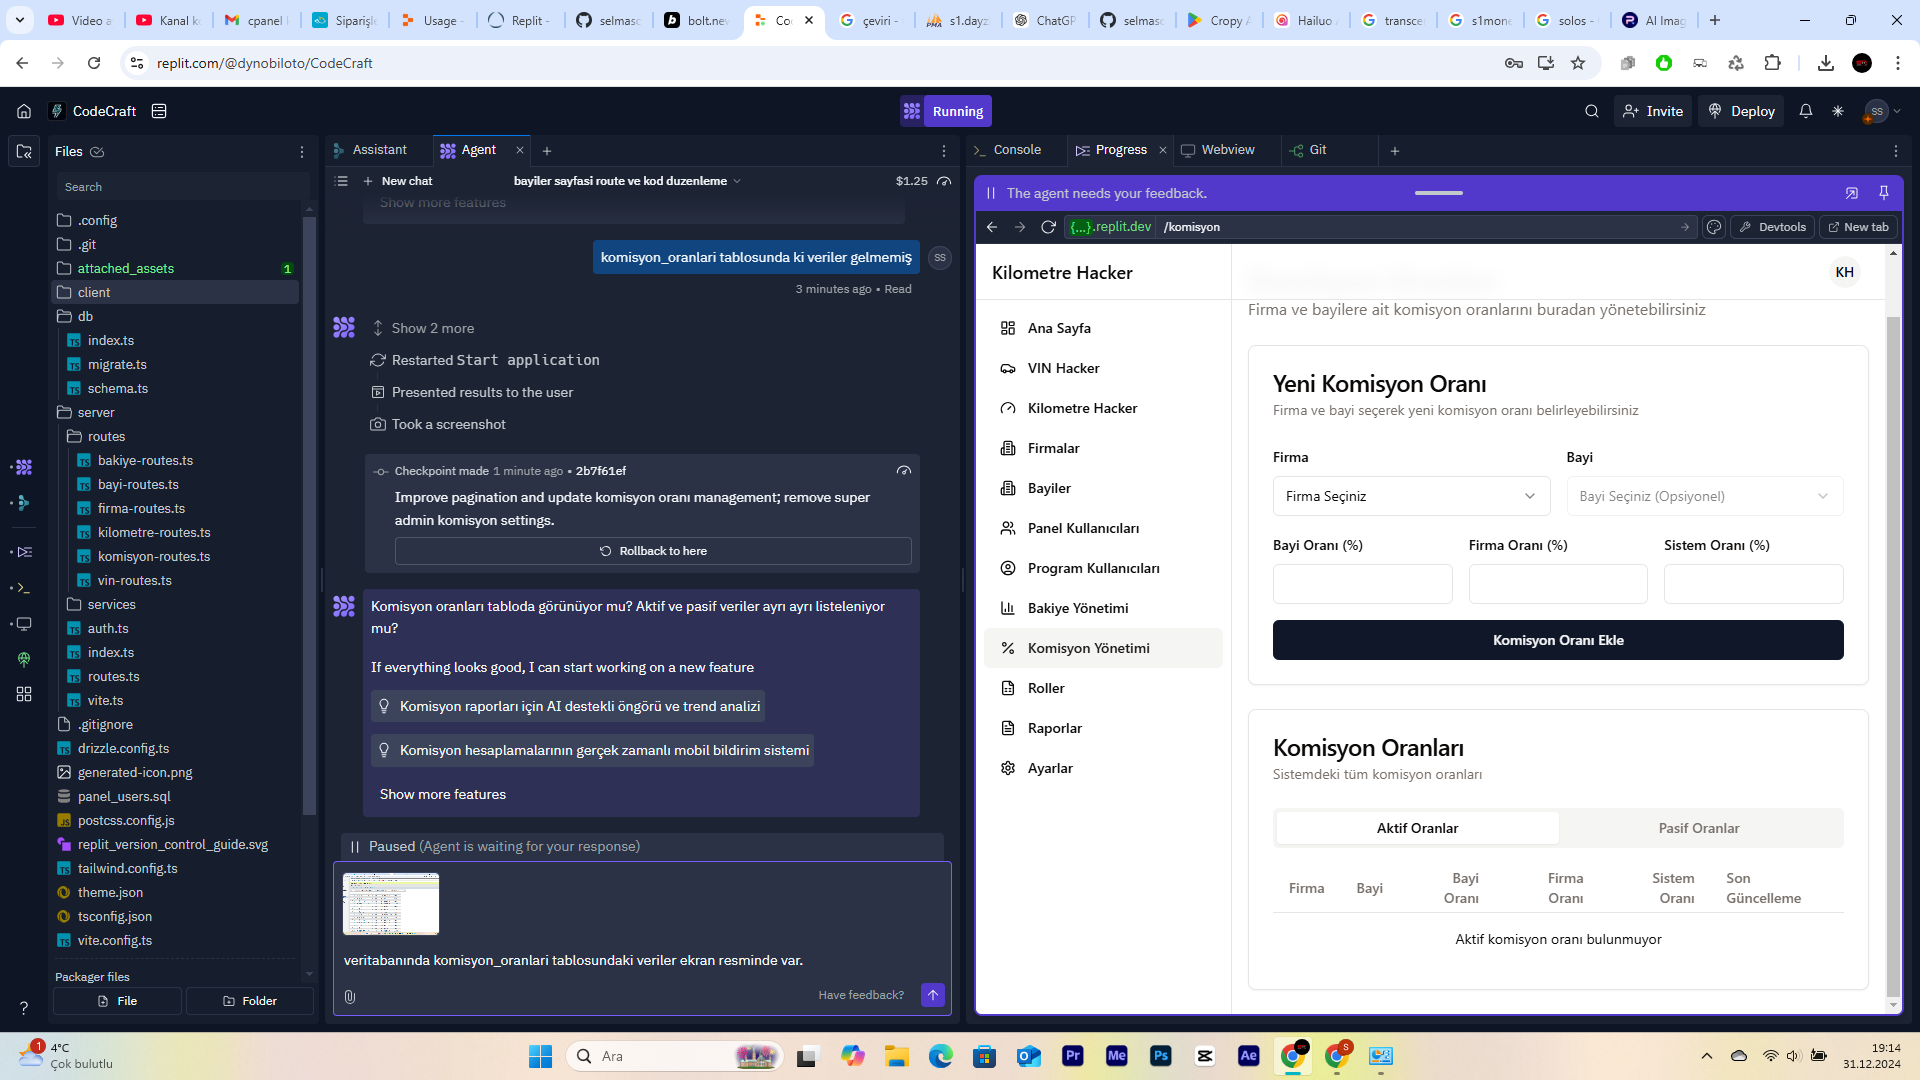 Video a
Kanal k
cpanel
Siparişle
Usage -
Replit -
selmasc
bolt.new
Co
çeviri -
s1.dayz
ChatGP
selmasc
Cropy A
Hailuo
transce
s1mone
solos -
AI Imag
replit.com/@dynobiloto/CodeCraft
CodeCraft
Running
Invite
Deploy
SS
Files
Search
.config
.git
attached_assets 1
client
db
index.ts
migrate.ts
schema.ts
server
routes
bakiye-routes.ts
bayi-routes.ts
firma-routes.ts
kilometre-routes.ts
komisyon-routes.ts
vin-routes.ts
services
auth.ts
index.ts
routes.ts
vite.ts
.gitignore
drizzle.config.ts
generated-icon.png
panel_users.sql
postcss.config.js
replit_version_control_guide.svg
tailwind.config.ts
theme.json
tsconfig.json
vite.config.ts
Packager files
File
Folder
Assistant
Agent
New chat
bayiler sayfasi route ve kod duzenleme
$1.25
Show more features
komisyon_oranlari tablosunda ki veriler gelmemiş
SS
3 minutes ago • Read
Show 2 more
Restarted Start application
Presented results to the user
Took a screenshot
Checkpoint made 1 minute ago • 2b7f61ef
Improve pagination and update komisyon oranı management; remove super
admin komisyon settings.
Rollback to here
Komisyon oranları tabloda görünüyor mu? Aktif ve pasif veriler ayrı ayrı listeleniyor
mu?
If everything looks good, I can start working on a new feature
Komisyon raporları için AI destekli öngörü ve trend analizi
Komisyon hesaplamalarının gerçek zamanlı mobil bildirim sistemi
Show more features
Paused (Agent is waiting for your response)
veritabanında komisyon_oranlari tablosundaki veriler ekran resminde var.
Have feedback?
Console
Progress
Webview
Git
The agent needs your feedback.
{...}.replit.dev
/komisyon
Devtools
New tab
Kilometre Hacker
KH
Ana Sayfa
VIN Hacker
Kilometre Hacker
Firmalar
Bayiler
Panel Kullanıcıları
Program Kullanıcıları
Bakiye Yönetimi
Komisyon Yönetimi
Roller
Raporlar
Ayarlar
Firma ve bayilere ait komisyon oranlarını buradan yönetebilirsiniz
Yeni Komisyon Oranı
Firma ve bayi seçerek yeni komisyon oranı belirleyebilirsiniz
Firma
Bayi
Firma Seçiniz
Bayi Seçiniz (Opsiyonel)
Bayi Oranı (%)
Firma Oranı (%)
Sistem Oranı (%)
Komisyon Oranı Ekle
Komisyon Oranları
Sistemdeki tüm komisyon oranları
Aktif Oranlar
Pasif Oranlar
Firma
Bayi
Bayi
Oranı
Firma
Oranı
Sistem
Oranı
Son
Güncelleme
Aktif komisyon oranı bulunmuyor
1
4°C
Çok bulutlu
Ara
Pr
Me
Ps
Ae
S
19:14
31.12.2024